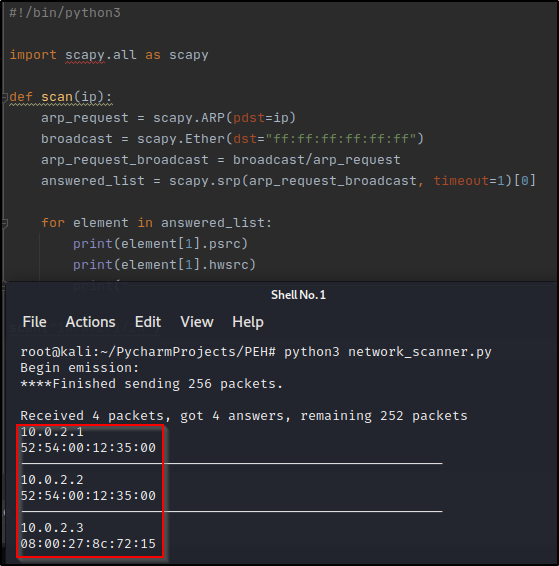 #!/bin/python3
import scapy.all as scapy
def scan(ip):
arp_request = scapy.ARP(pdst=ip)
broadcast = scapy.Ether(dst="ff:ff:ff:ff:ff:ff")
arp_request_broadcast = broadcast/arp_request
answered_list = scapy.srp(arp_request_broadcast, timeout=1)[0]
for element in answered_list:
print(element[1].psrc)
print(element[1].hwsrc)
Shell No. 1
File Actions Edit View Help
root@kali:~/PycharmProjects/PEH# python3 network_scanner.py
Begin emission:
****Finished sending 256 packets.
Received 4 packets, got 4 answers, remaining 252 packets
10.0.2.1
52:54:00:12:35:00
10.0.2.2
52:54:00:12:35:00
10.0.2.3
08:00:27:8c:72:15